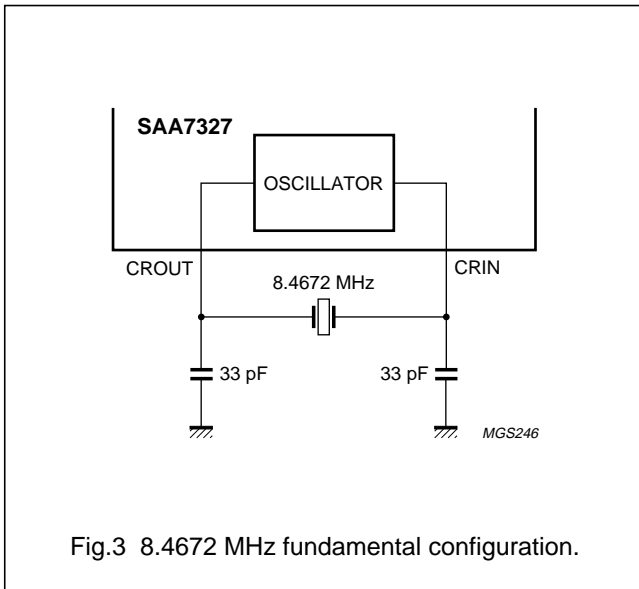 SAA7327
OSCILLATOR
CROUT
CRIN
8.4672 MHz
33 pF
33 pF
MGS246
Fig.3 8.4672 MHz fundamental configuration.